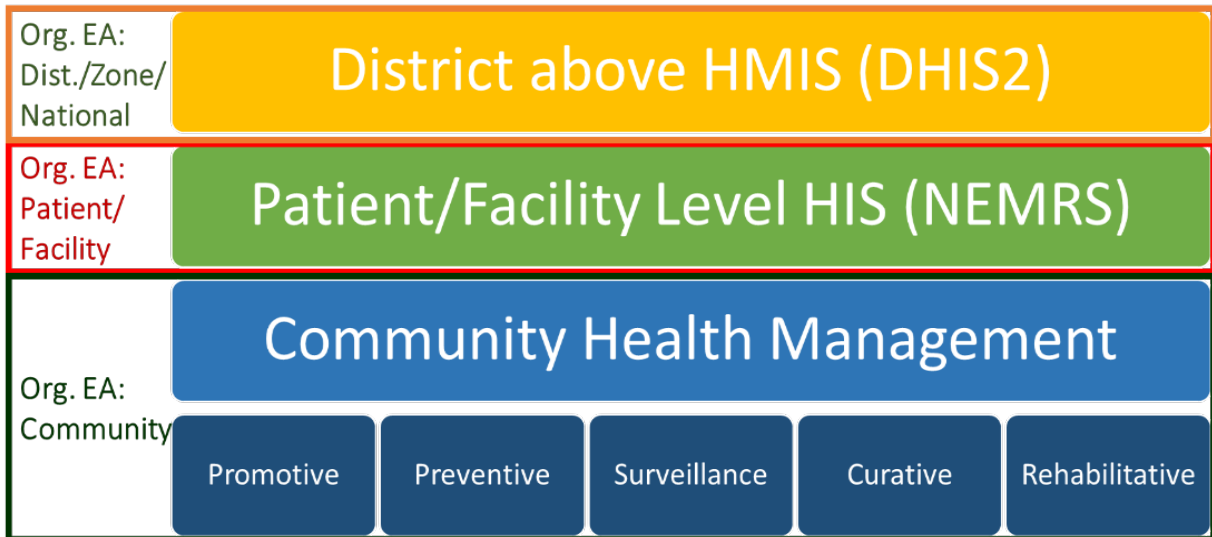 Org. EA:
Dist./Zone/
National
District above HMIS (DHIS2)
Org. EA:
Patient/
Facility
Patient/Facility Level HIS (NEMRS)
Org. EA:
Community
Community Health Management
Promotive
Preventive
Surveillance
Curative
Rehabilitative